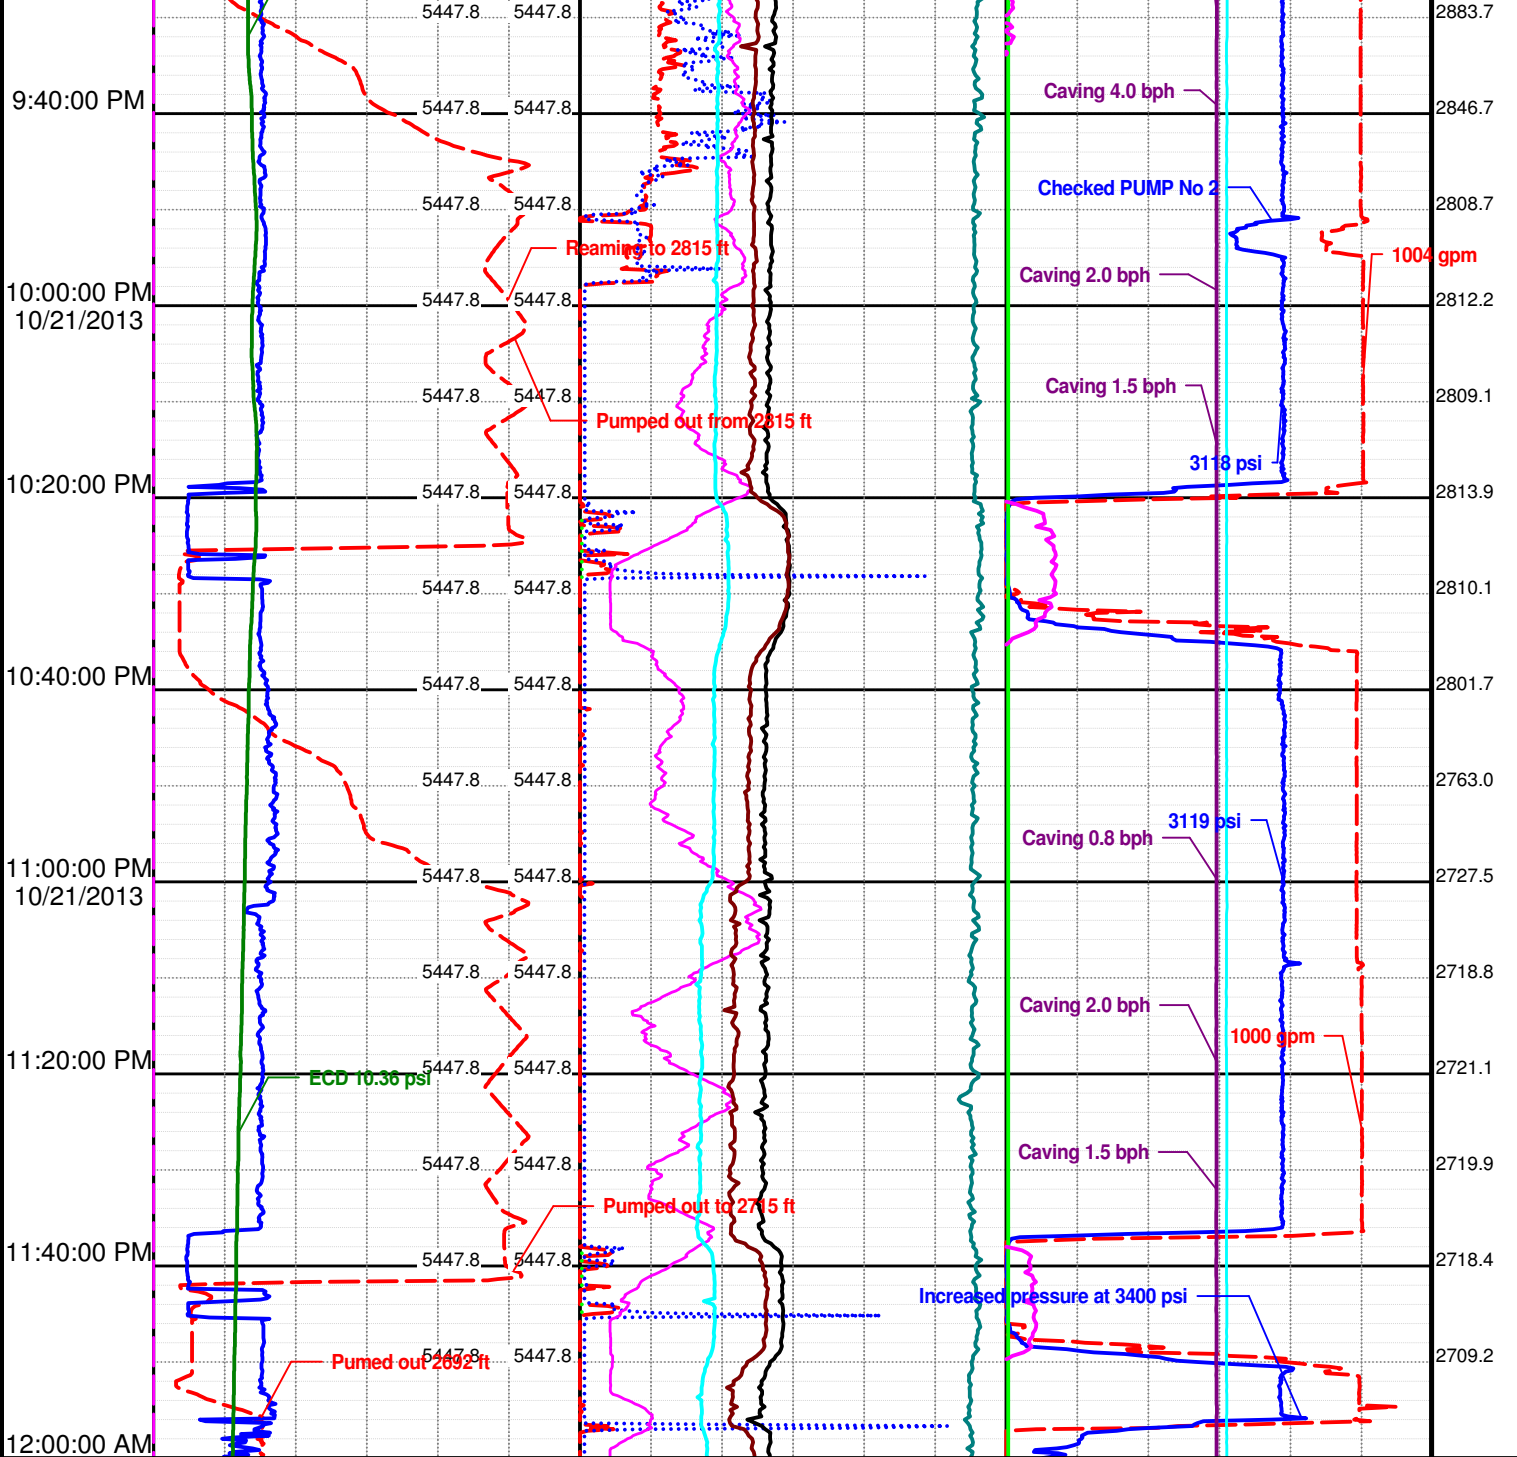 5447.8 5447.8 2883.7
Caving 4.0 bph
9:40:00 PM 5447.8 5447.8 2846.7
Checked PUMP No 2
5447.8 5447.8 2808.7
Reaming to 2815 ft
1004 gpm
Caving 2.0 bph
10:00:00 PM 5447.8 5447.8 2812.2
10/21/2013
Caving 1.5 bph
5447.8 5447.8 2809.1
Pumped out from 2815 ft
3118 psi
10:20:00 PM 5447.8 5447.8 2813.9
5447.8 5447.8 2810.1
10:40:00 PM 5447.8 5447.8 2801.7
5447.8 5447.8 2763.0
3119 psi
Caving 0.8 bph
11:00:00 PM 5447.8 5447.8 2727.5
10/21/2013
5447.8 5447.8 2718.8
Caving 2.0 bph
1000 gpm
11:20:00 PM 5447.8 5447.8 2721.1
ECD 10.36 psi
Caving 1.5 bph
5447.8 5447.8 2719.9
Pumped out to 2715 ft
11:40:00 PM 5447.8 5447.8 2718.4
Increased pressure at 3400 psi
5447.8 5447.8 2709.2
Pumed out 2692 ft
12:00:00 AM